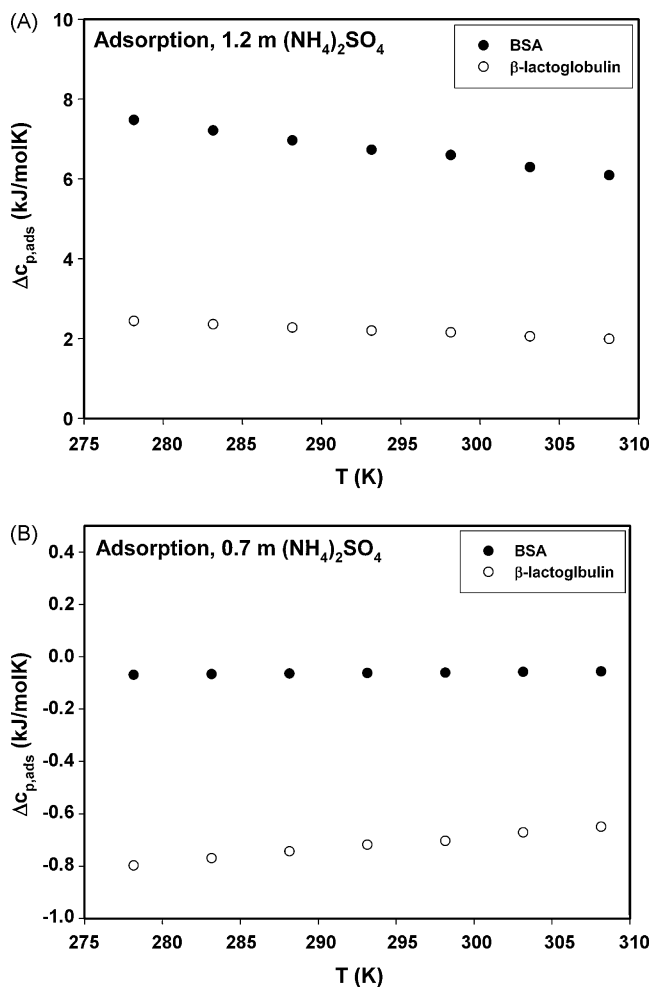 (A)
Adsorption, 1.2 m (NH4)2SO4
BSA
β-lactoglobulin
10
8
6
4
2
0
Δcp,ads (kJ/molK)
275 280 285 290 295 300 305 310
T (K)
(B)
Adsorption, 0.7 m (NH4)2SO4
BSA
β-lactoglbulin
0.4
0.2
0.0
-0.2
-0.4
-0.6
-0.8
-1.0
Δcp,ads (kJ/molK)
275 280 285 290 295 300 305 310
T (K)